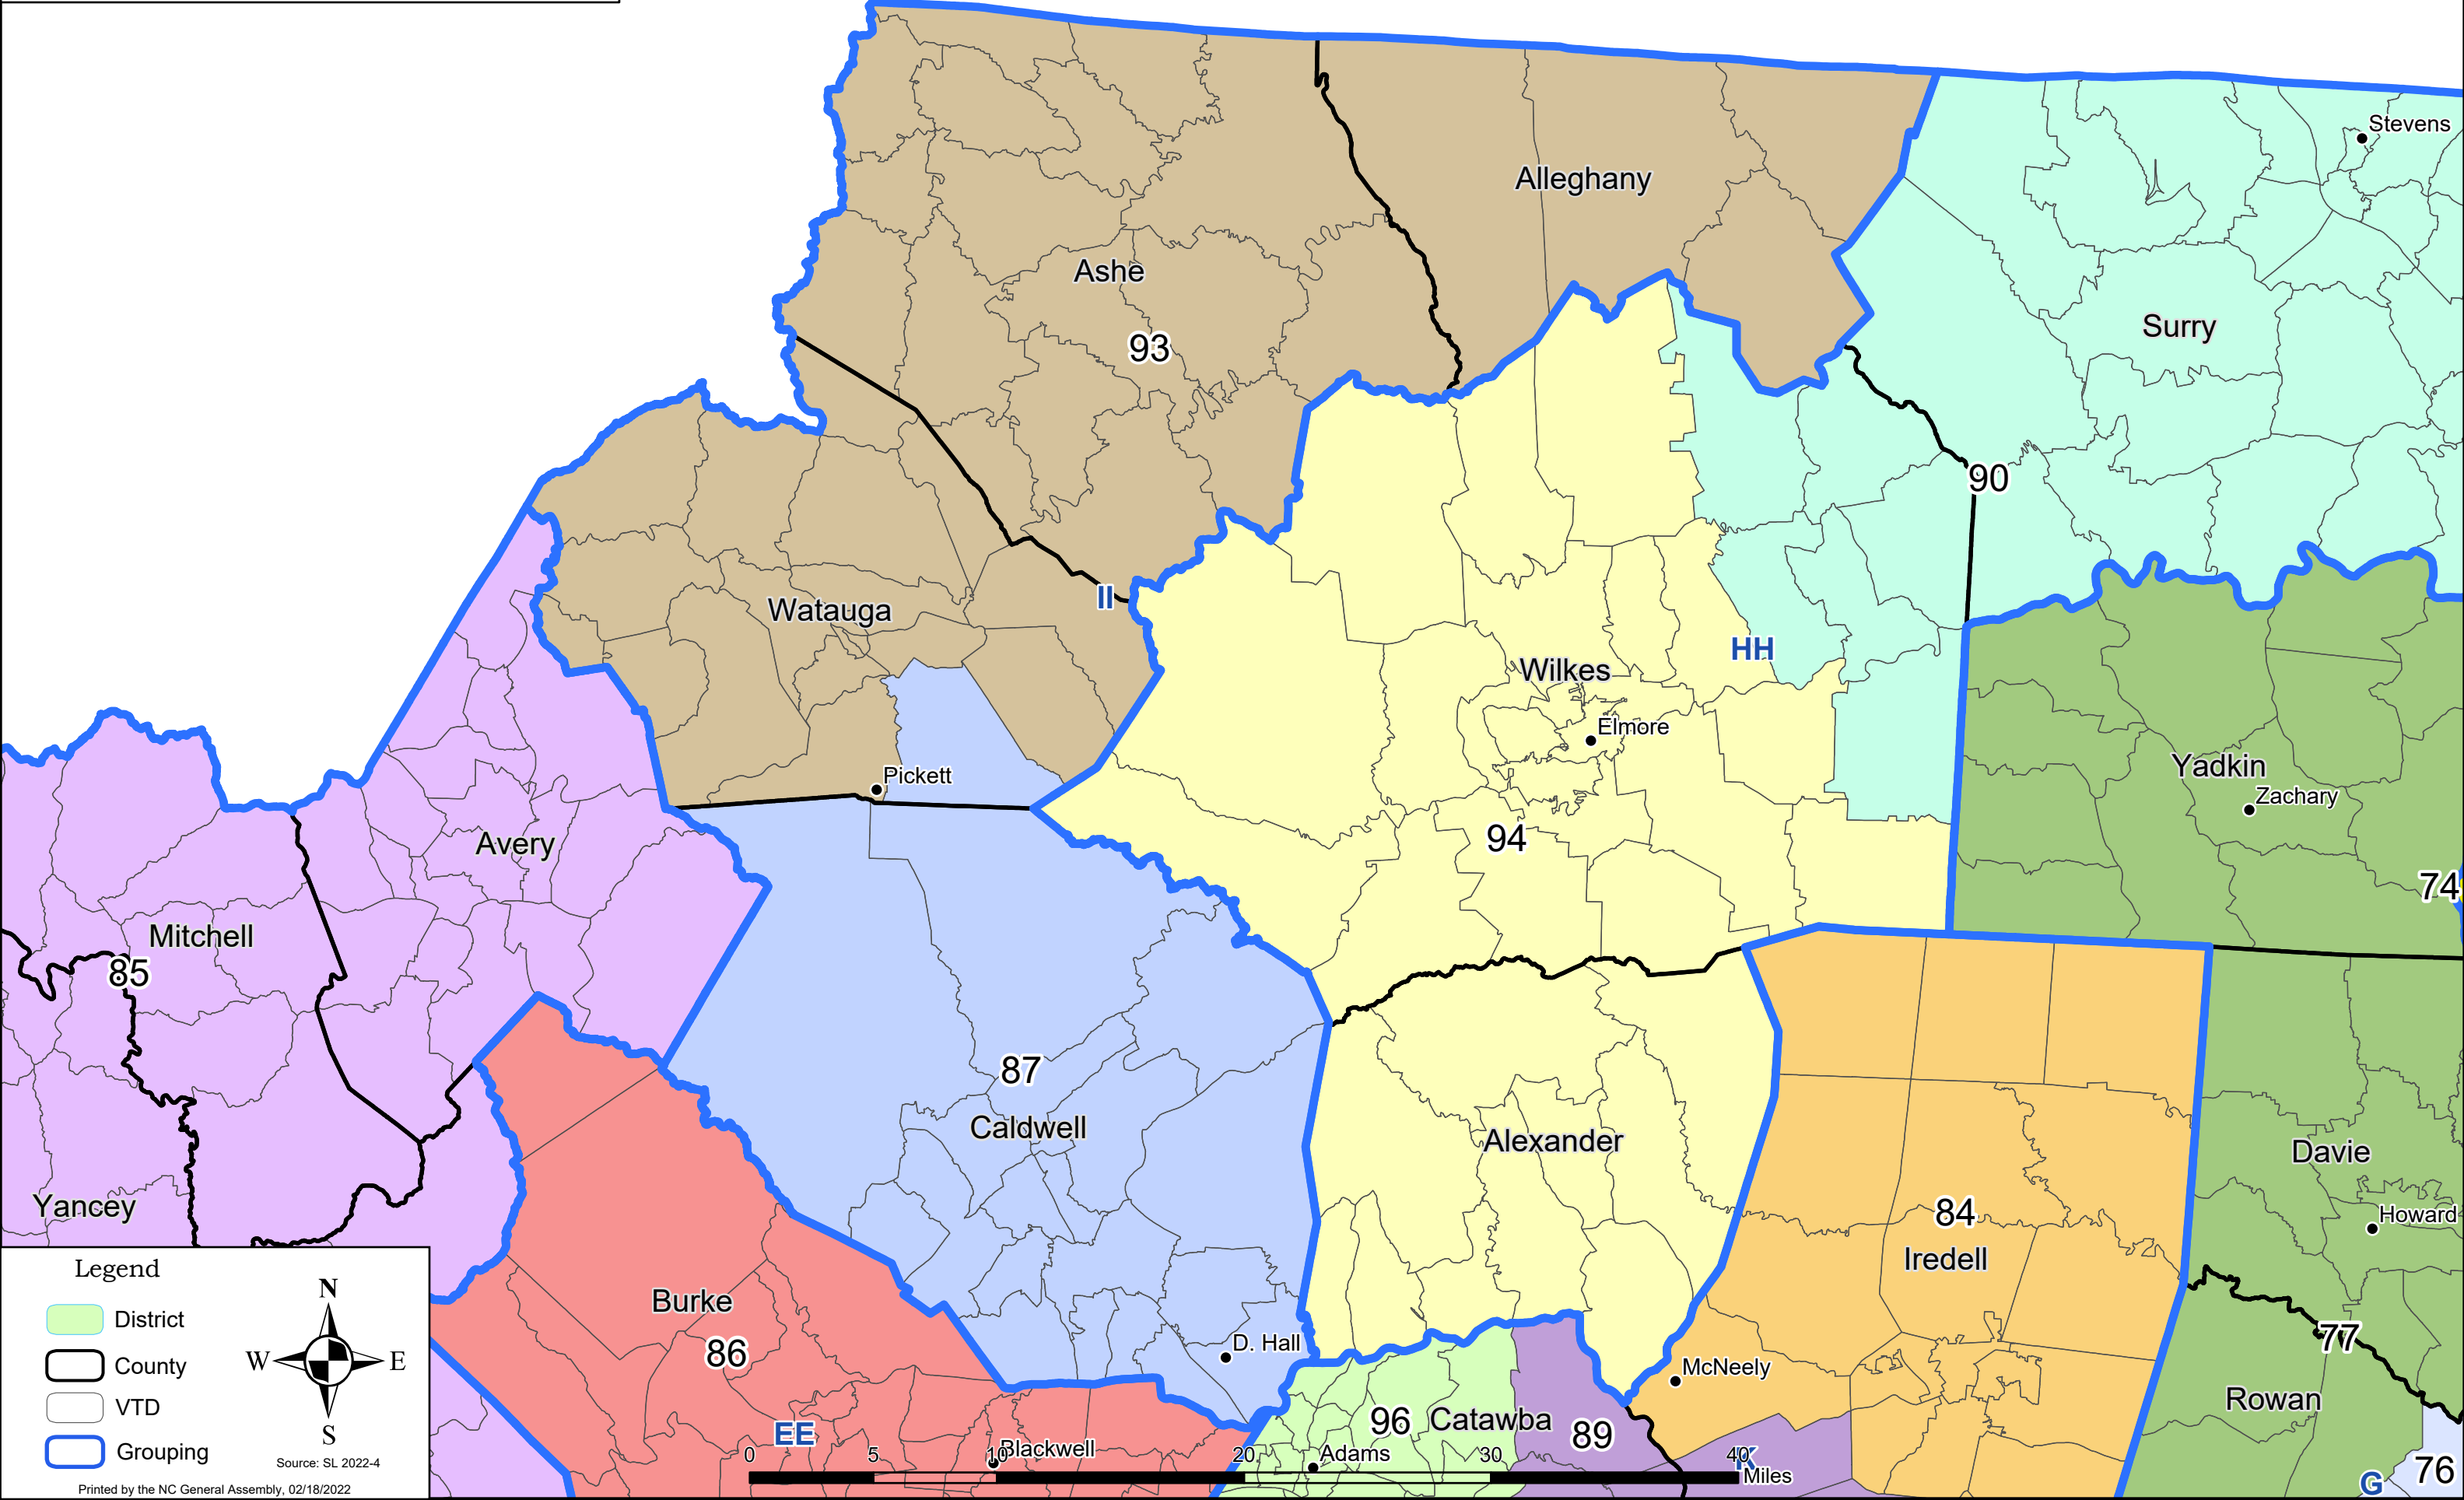 Stevens
Alleghany
Ashe
Surry
93
90
II
Watauga
HH
Wilkes
Elmore
Pickett
Yadkin
Zachary
94
Avery
74
Mitchell
85
87
Caldwell
Alexander
Davie
Yancey
84
Howard
Iredell
Legend
N
W
E
S
District
County
VTD
Grouping
Source: SL 2022-4
Printed by the NC General Assembly, 02/18/2022
Burke
86
D. Hall
77
McNeely
Rowan
EE
96
Catawba
89
Blackwell
Adams
K
76
G
0 5 10 20 30 40
Miles